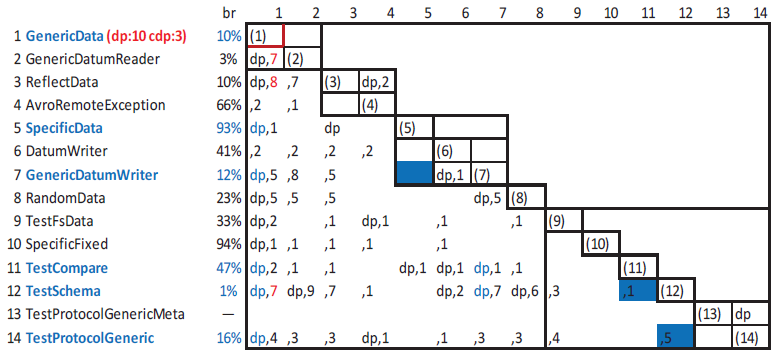 br 1 2 3 4 5 6 7 8 9 10 11 12 13 14
1 GenericData (dp:10 cdp:3) 10% (1)
2 GenericDatumReader 3% dp,7 (2)
3 ReflectData 10% dp,8 ,7 (3) dp,2
4 AvroRemoteException 66% ,2 ,1 (4)
5 SpecificData 93% dp,1 dp (5)
6 DatumWriter 41% ,2 ,2 ,2 ,2 (6)
7 GenericDatumWriter 12% dp,5 ,8 ,5 dp,1 (7)
8 RandomData 23% dp,5 ,5 ,5 dp,5 (8)
9 TestFsData 33% dp,2 ,1 dp,1 ,1 ,1 (9)
10 SpecificFixed 94% dp,1 ,1 ,1 ,1 ,1 (10)
11 TestCompare 47% dp,2 ,1 ,1 dp,1 dp,1 dp,1 ,1 (11)
12 TestSchema 1% dp,7 dp,9 ,7 ,1 dp,2 dp,7 dp,6 ,3 ,1 (12)
13 TestProtocolGenericMeta — (13) dp
14 TestProtocolGeneric 16% dp,4 ,3 ,3 dp,1 ,1 ,3 ,3 ,4 ,5 (14)